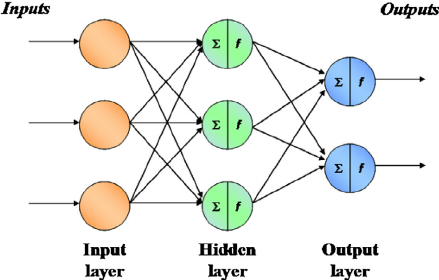 Inputs
Outputs
Σ f
Σ f
Σ f
Σ f
Σ f
Input
layer
Hidden
layer
Output
layer